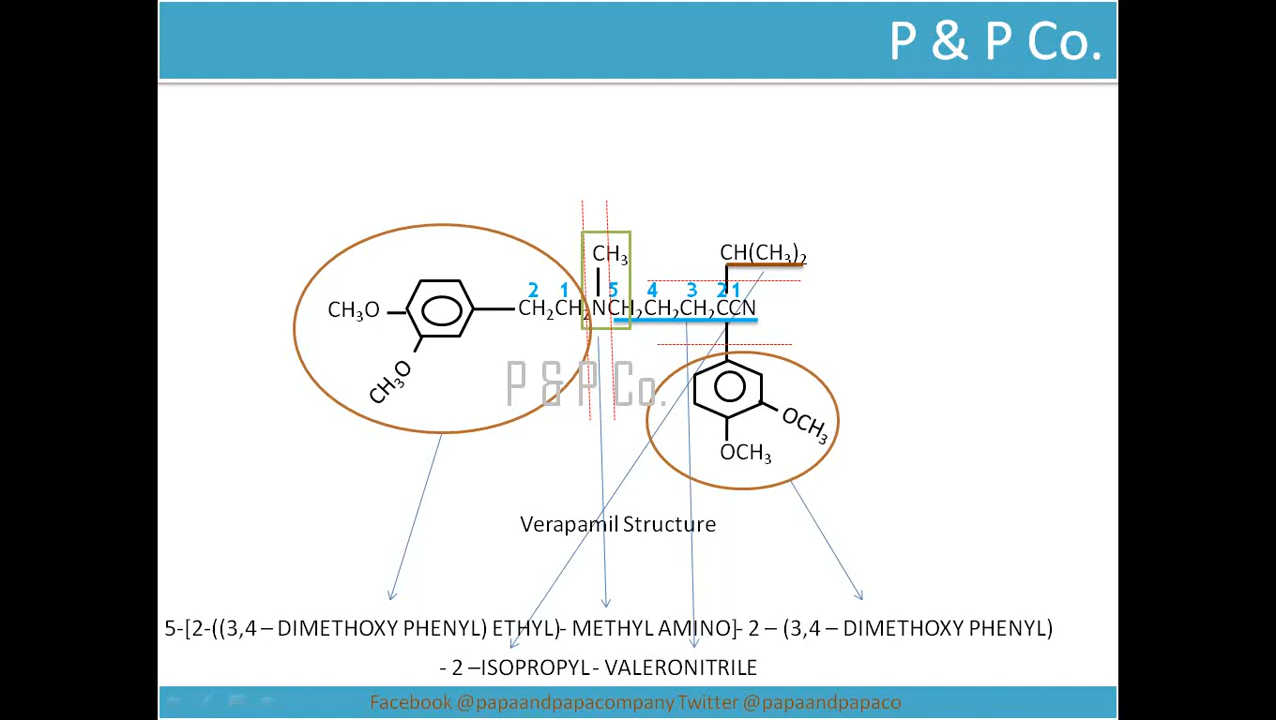 P & P Co.
CH3
CH(CH3)2
2 1 5 4 3 2 1
CH3O CH2CH2NCH2CH2CH2CCN
CH3O
P & P Co.
OCH3
OCH3
Verapamil Structure
5-[2-((3,4 – DIMETHOXY PHENYL) ETHYL)- METHYL AMINO]- 2 – (3,4 – DIMETHOXY PHENYL)
- 2 –ISOPROPYL- VALERONITRILE
Facebook @papaandpapacompany Twitter @papaandpapaco